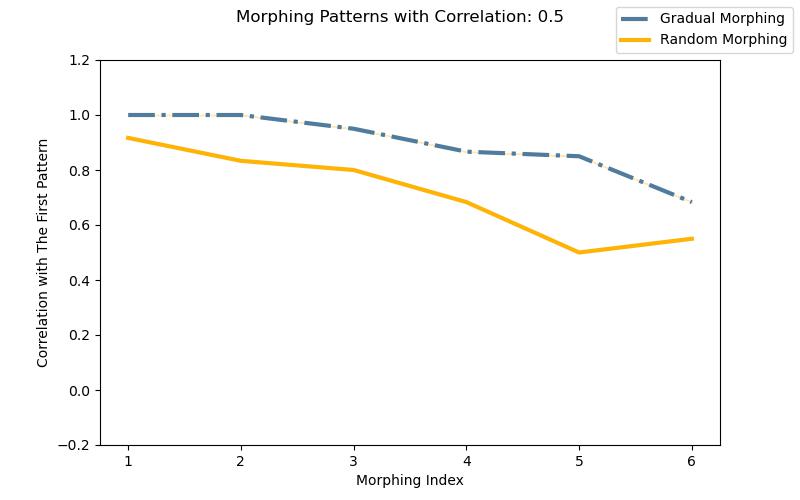 Morphing Patterns with Correlation: 0.5
Gradual Morphing
Random Morphing
Correlation with The First Pattern
1.2
1.0
0.8
0.6
0.4
0.2
0.0
−0.2
1 2 3 4 5 6
Morphing Index